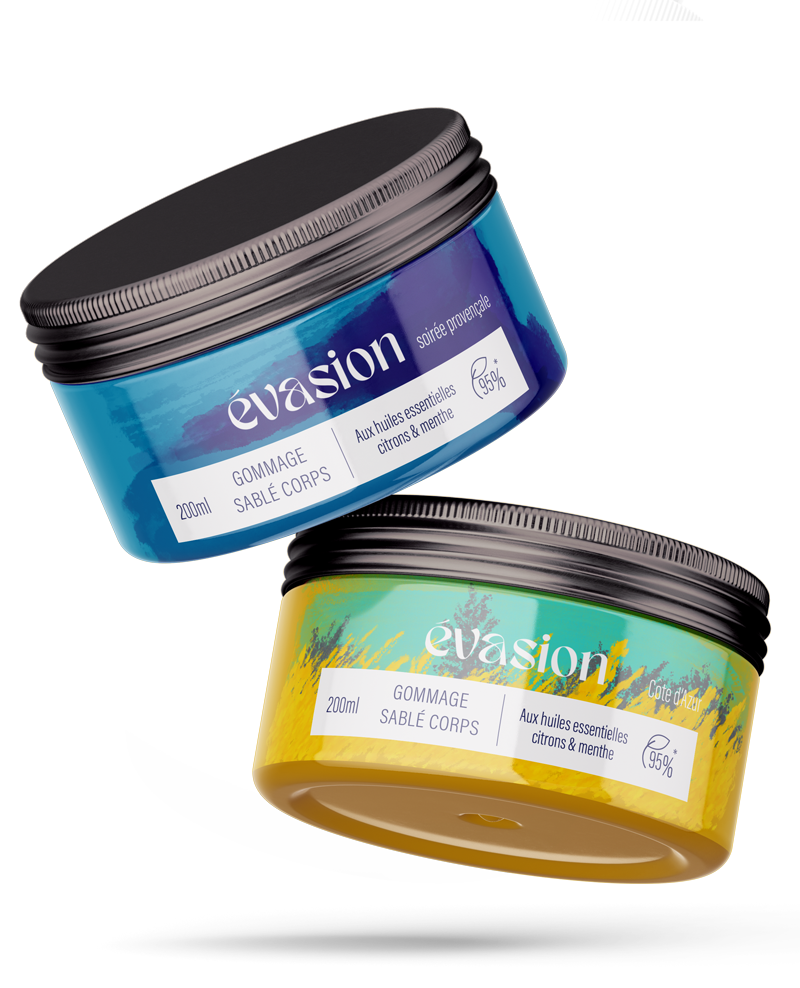 évasion
soirée provençale
200ml
GOMMAGE
SABLÉ CORPS
Aux huiles essentielles
citrons & menthe
95%*
évasion
Côte d'Azur
200ml
GOMMAGE
SABLÉ CORPS
Aux huiles essentielles
citrons & menthe
95%*